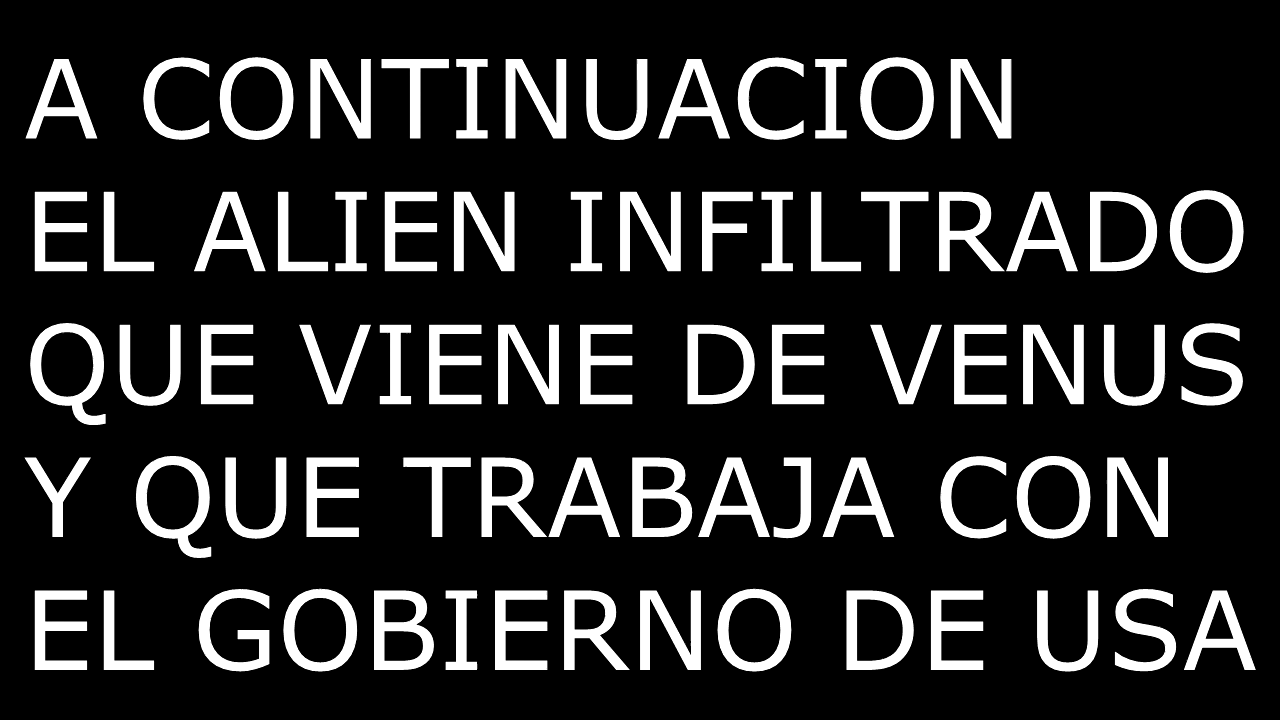 A CONTINUACION
EL ALIEN INFILTRADO
QUE VIENE DE VENUS
Y QUE TRABAJA CON
EL GOBIERNO DE USA